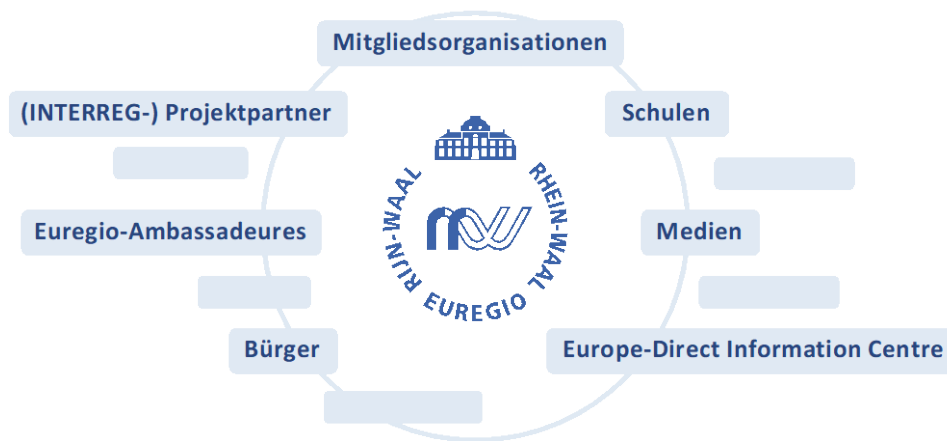 Mitgliedsorganisationen
(INTERREG-) Projektpartner
Schulen
RIJN-WAAL
RHEIN-WAAL
EUREGIO
Euregio-Ambassadeures
Medien
Bürger
Europe-Direct Information Centre